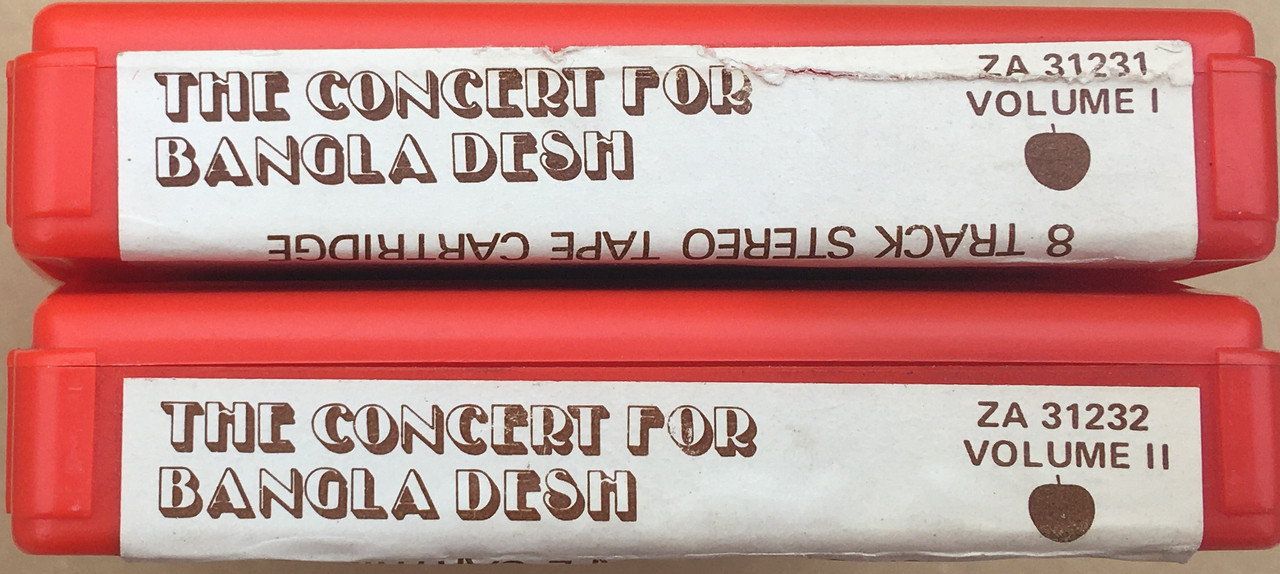 THE CONCERT FOR
BANGLA DESH
ZA 31231
VOLUME I
8 TRACK STEREO TAPE CARTRIDGE
THE CONCERT FOR
BANGLA DESH
ZA 31232
VOLUME II